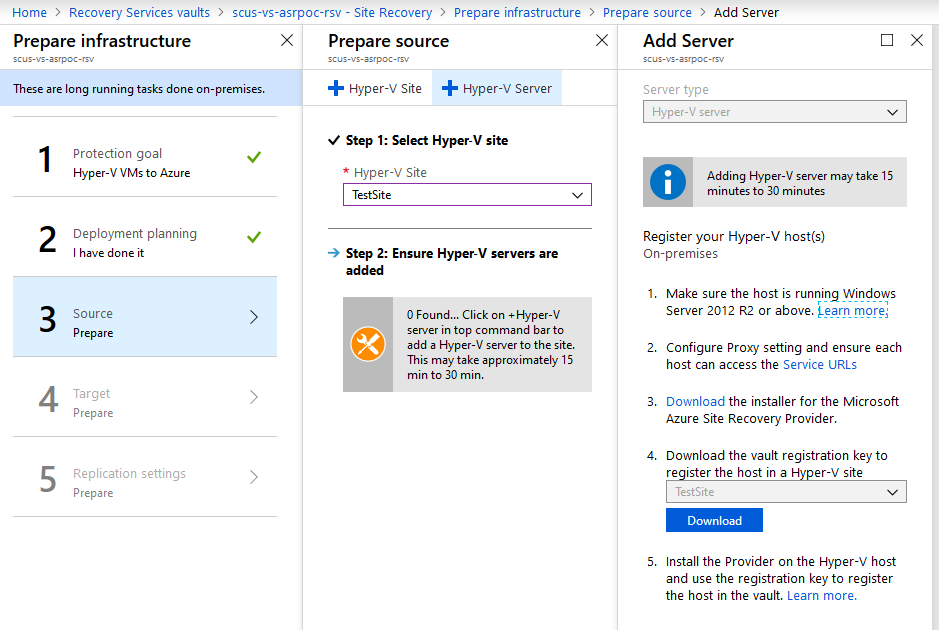 Home > Recovery Services vaults > scus-vs-asrpoc-rsv - Site Recovery > Prepare infrastructure > Prepare source > Add Server
Prepare infrastructure
scus-vs-asrpoc-rsv
These are long running tasks done on-premises.
1
Protection goal
Hyper-V VMs to Azure
2
Deployment planning
I have done it
3
Source
Prepare
4
Target
Prepare
5
Replication settings
Prepare
Prepare source
scus-vs-asrpoc-rsv
Hyper-V Site
Hyper-V Server
Step 1: Select Hyper-V site
* Hyper-V Site
TestSite
Step 2: Ensure Hyper-V servers are
added
0 Found... Click on +Hyper-V
server in top command bar to
add a Hyper-V server to the site.
This may take approximately 15
min to 30 min.
Add Server
scus-vs-asrpoc-rsv
Server type
Hyper-V server
Adding Hyper-V server may take 15
minutes to 30 minutes
Register your Hyper-V host(s)
On-premises
1. Make sure the host is running Windows
Server 2012 R2 or above. Learn more.
2. Configure Proxy setting and ensure each
host can access the Service URLs
3. Download the installer for the Microsoft
Azure Site Recovery Provider.
4. Download the vault registration key to
register the host in a Hyper-V site
TestSite
Download
5. Install the Provider on the Hyper-V host
and use the registration key to register
the host in the vault. Learn more.